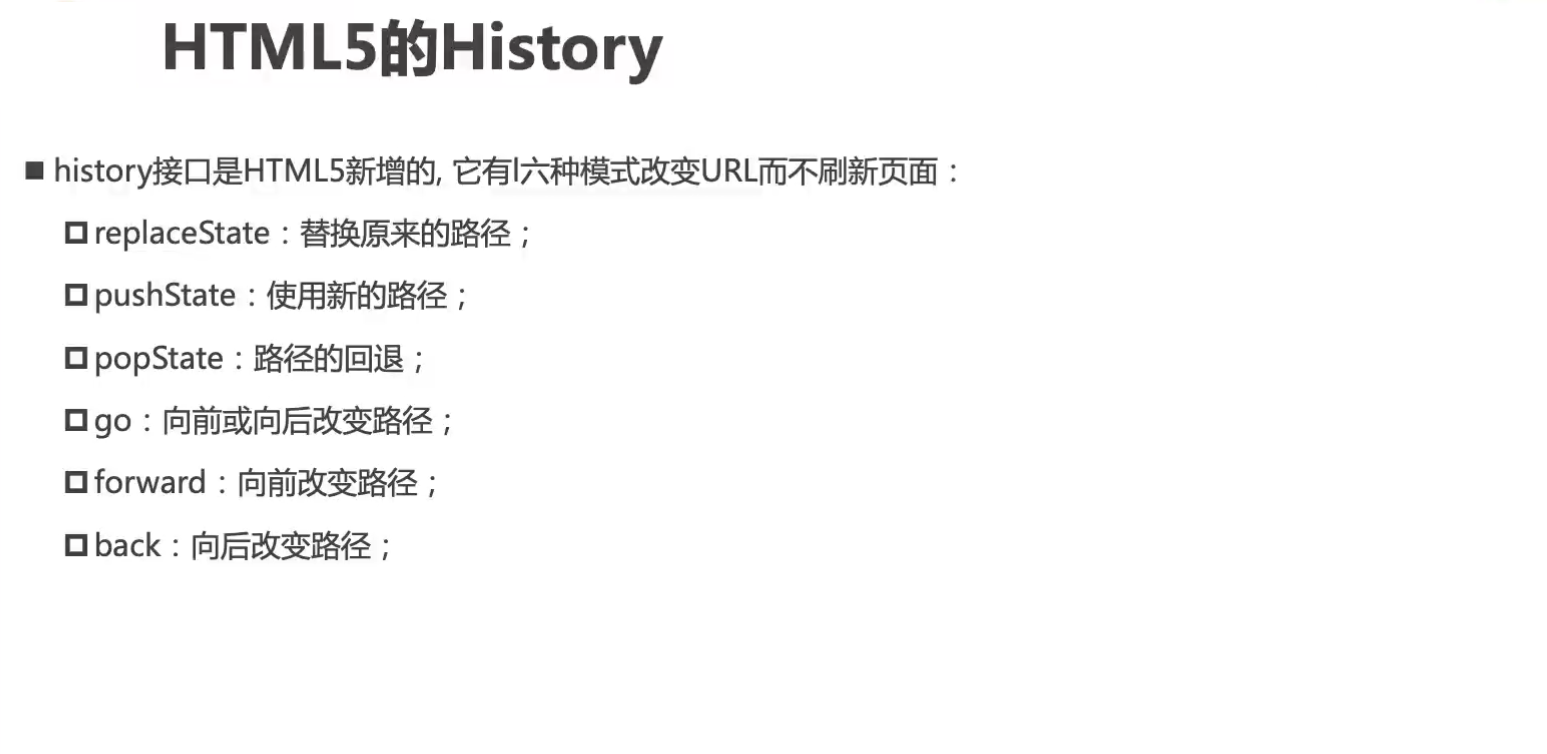 HTML5的History
history接口是HTML5新增的, 它有l六种模式改变URL而不刷新页面：
replaceState：替换原来的路径；
pushState：使用新的路径；
popState：路径的回退；
go：向前或向后改变路径；
forward：向前改变路径；
back：向后改变路径；